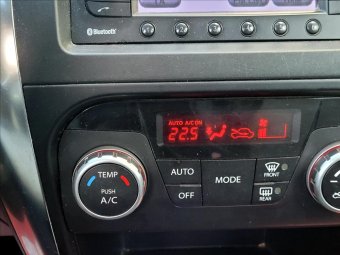 Bluetooth
AUTO A/C ON
22.5
TEMP
PUSH
A/C
AUTO
OFF
MODE
FRONT
REAR